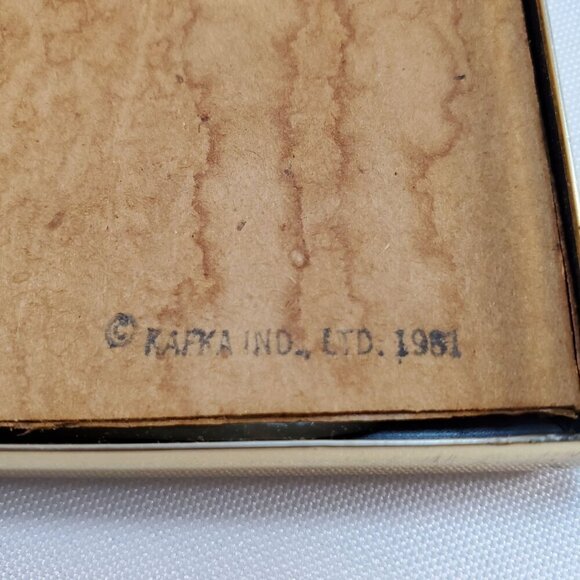 © KAFKA IND., LTD. 1981